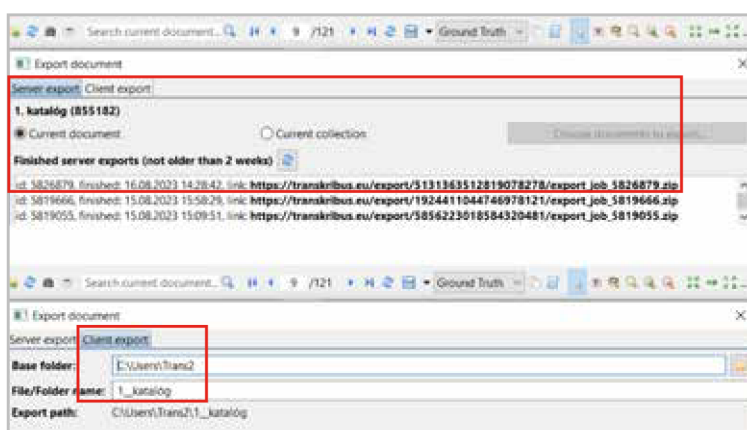 Search current document... 9 /121 Ground Truth
Export document
Server export Client export
1. katalóg (855182)
Current document Current collection Choose documents to export...
Finished server exports (not older than 2 weeks)
id: 5826879, finished: 16.08.2023 14:28:42, link: https://transkribus.eu/export/5131363512819078278/export_job_5826879.zip
id: 5819666, finished: 15.08.2023 15:58:29, link: https://transkribus.eu/export/1924411044746978121/export_job_5819666.zip
id: 5819055, finished: 15.08.2023 15:09:51, link: https://transkribus.eu/export/5856223018584320481/export_job_5819055.zip
Search current document... 9 /121 Ground Truth
Export document
Server export Client export
Base folder: C:\Users\Trans2
File/Folder name: 1__katalóg
Export path: C:\Users\Trans2\1__katalóg